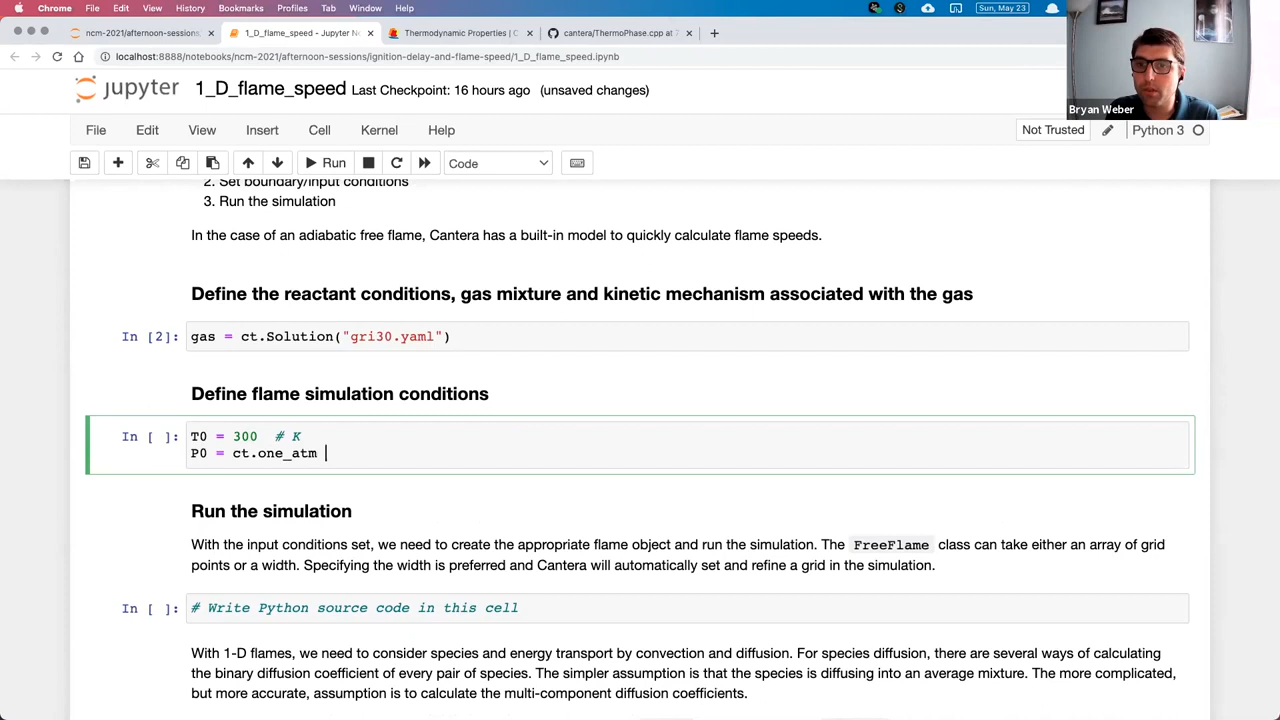 Chrome File Edit View History Bookmarks Profiles Tab Window Help Sun, May 23
ncm-2021/afternoon-sessions. 1_D_flame_speed - Jupyter N Thermodynamic Properties | C cantera/ThermoPhase.cpp at 7
localhost:8888/notebooks/ncm-2021/afternoon-sessions/ignition-delay-and-flame-speed/1_D_flame_speed.ipynb
jupyter 1_D_flame_speed Last Checkpoint: 16 hours ago (unsaved changes)
Bryan Weber
File Edit View Insert Cell Kernel Help Not Trusted Python 3
Run Code
2. Set boundary/input conditions
3. Run the simulation
In the case of an adiabatic free flame, Cantera has a built-in model to quickly calculate flame speeds.
Define the reactant conditions, gas mixture and kinetic mechanism associated with the gas
In [2]: gas = ct.Solution("gri30.yaml")
Define flame simulation conditions
In [ ]: T0 = 300 # K
P0 = ct.one_atm
Run the simulation
With the input conditions set, we need to create the appropriate flame object and run the simulation. The FreeFlame class can take either an array of grid
points or a width. Specifying the width is preferred and Cantera will automatically set and refine a grid in the simulation.
In [ ]: # Write Python source code in this cell
With 1-D flames, we need to consider species and energy transport by convection and diffusion. For species diffusion, there are several ways of calculating
the binary diffusion coefficient of every pair of species. The simpler assumption is that the species is diffusing into an average mixture. The more complicated,
but more accurate, assumption is to calculate the multi-component diffusion coefficients.